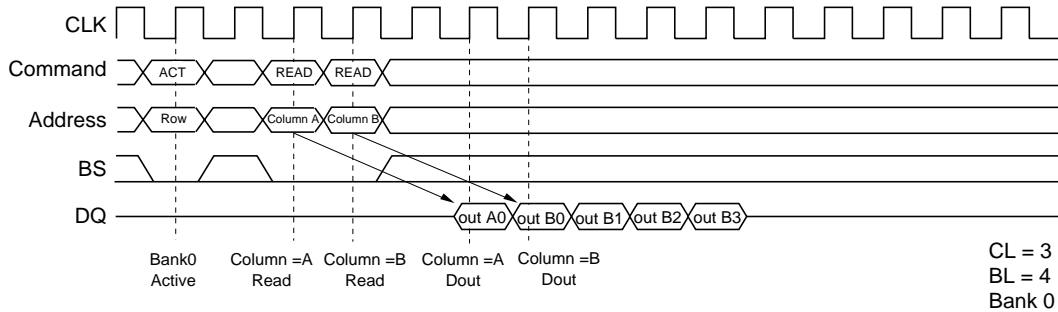 CLK
Command ACT READ READ
Address Row Column A Column B
BS
DQ out A0 out B0 out B1 out B2 out B3
Bank0 Column =A Column =B Column =A Column =B
Active Read Read Dout Dout
CL = 3
BL = 4
Bank 0